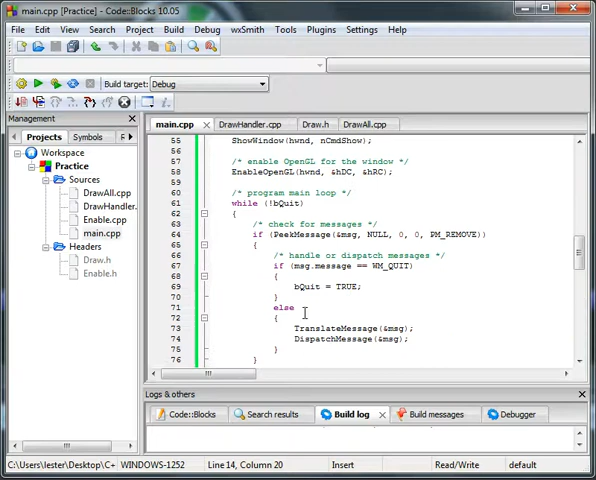 main.cpp [Practice] - Code::Blocks 10.05
File Edit View Search Project Build Debug wxSmith Tools Plugins Settings Help
Build target: Debug
Management
Projects Symbols
Workspace
Practice
Sources
DrawAll.cpp
DrawHandler.
Enable.cpp
main.cpp
Headers
Draw.h
Enable.h
main.cpp DrawHandler.cpp Draw.h DrawAll.cpp
55 ShowWindow(hwnd, nCmdShow);
56
57 /* enable OpenGL for the window */
58 EnableOpenGL(hwnd, &hDC, &hRC);
59
60 /* program main loop */
61 while (!bQuit)
62 {
63 /* check for messages */
64 if (PeekMessage(&msg, NULL, 0, 0, PM_REMOVE))
65 {
66 /* handle or dispatch messages */
67 if (msg.message == WM_QUIT)
68 {
69 bQuit = TRUE;
70 }
71 else
72 {
73 TranslateMessage(&msg);
74 DispatchMessage(&msg);
75 }
76 }
Logs & others
Code::Blocks Search results Build log Build messages Debugger
C:\Users\lester\Desktop\C+ WINDOWS-1252 Line 14, Column 20 Insert Read/Write default